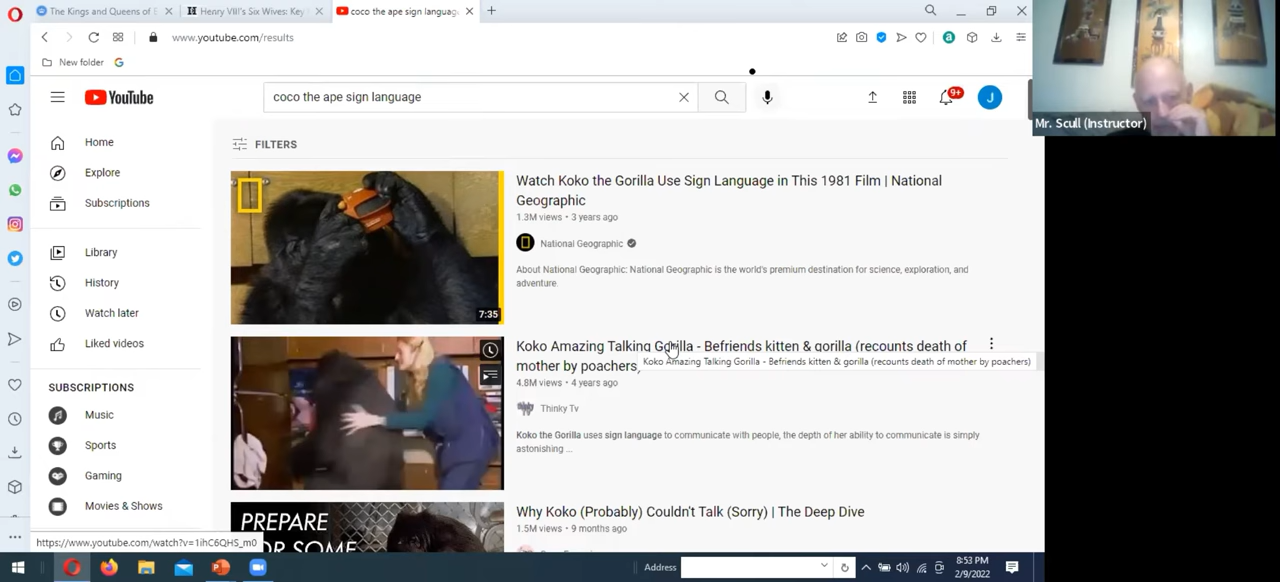 The Kings and Queens of E
Henry VIII's Six Wives: Key
coco the ape sign language
www.youtube.com/results
New folder
YouTube
coco the ape sign language
9+
J
Mr. Scull (Instructor)
Home
Explore
Subscriptions
Library
History
Watch later
Liked videos
SUBSCRIPTIONS
Music
Sports
Gaming
Movies & Shows
FILTERS
7:35
Watch Koko the Gorilla Use Sign Language in This 1981 Film | National
Geographic
1.3M views • 3 years ago
National Geographic
About National Geographic: National Geographic is the world's premium destination for science, exploration, and
adventure.
Koko Amazing Talking Gorilla - Befriends kitten & gorilla (recounts death of
mother by poachers)
Koko Amazing Talking Gorilla - Befriends kitten & gorilla (recounts death of mother by poachers)
4.8M views • 4 years ago
Thinky Tv
Koko the Gorilla uses sign language to communicate with people, the depth of her ability to communicate is simply
astonishing ...
PREPARE
FOR SOME
Why Koko (Probably) Couldn't Talk (Sorry) | The Deep Dive
1.5M views • 9 months ago
https://www.youtube.com/watch?v=1ihC6QHS_m0
Address
8:53 PM
2/9/2022